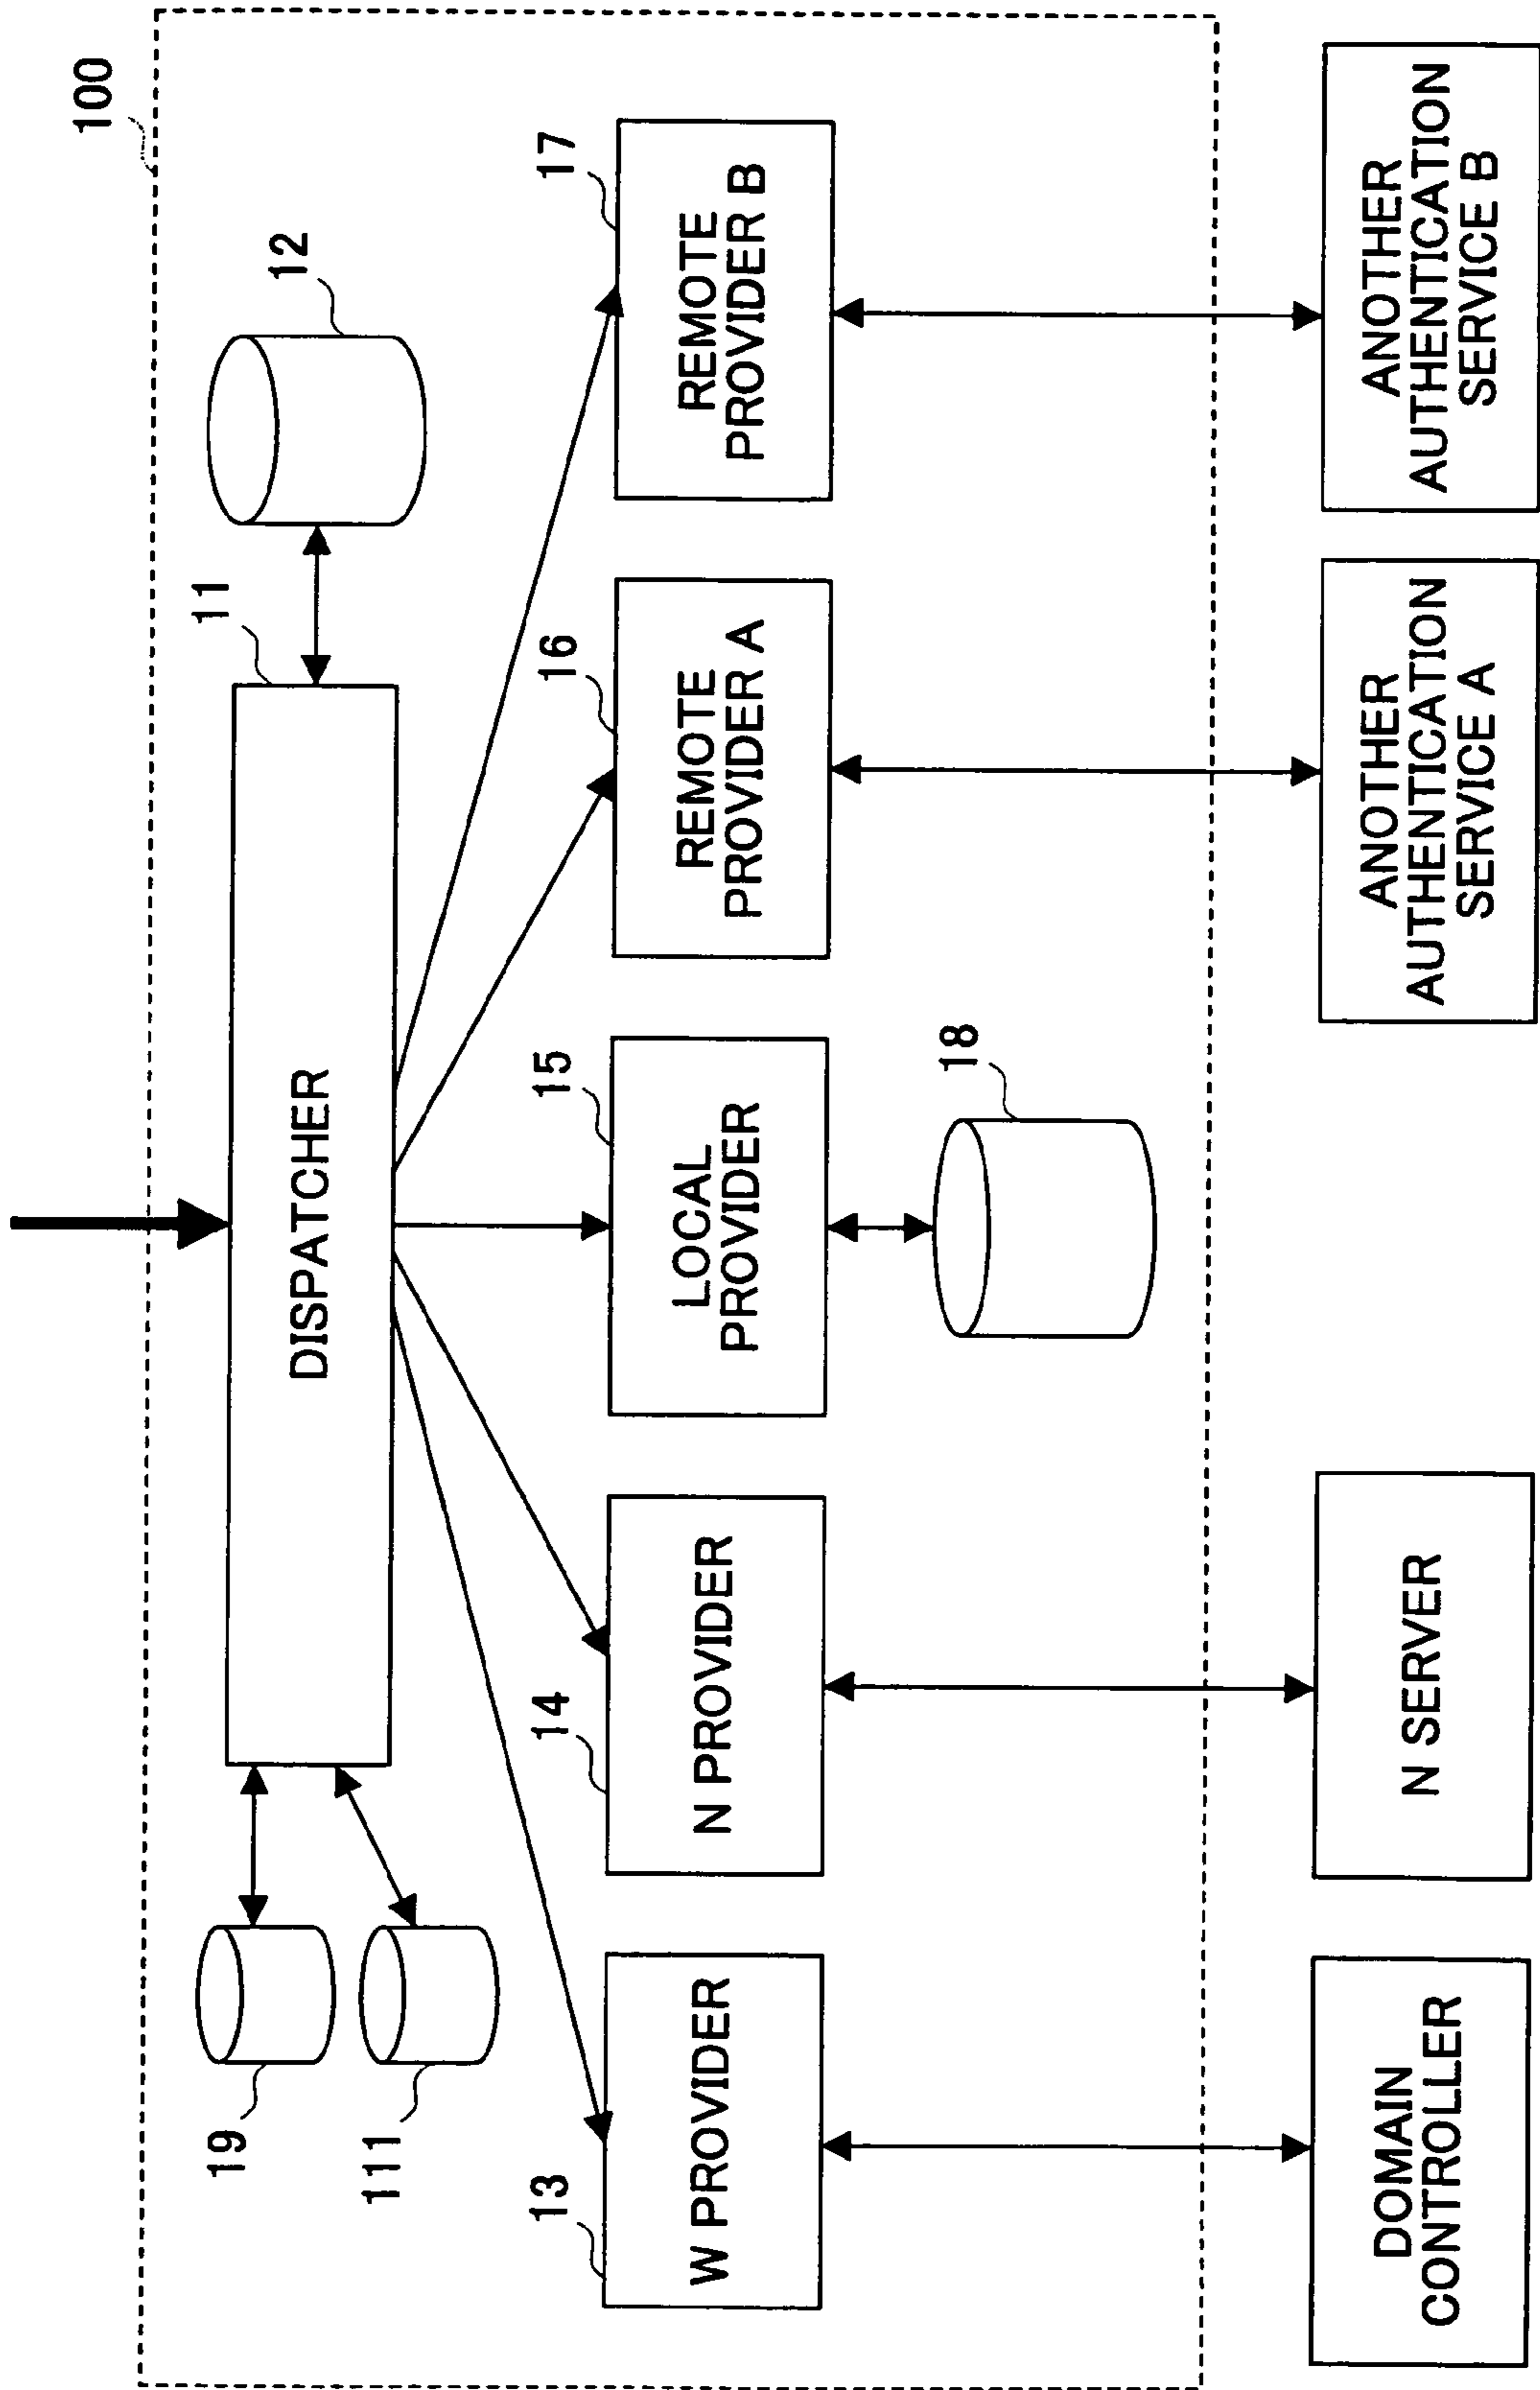 100
11
12
19
111
DISPATCHER
13
14
15
16
17
W PROVIDER
N PROVIDER
LOCAL
PROVIDER
REMOTE
PROVIDER A
REMOTE
PROVIDER B
18
DOMAIN
CONTROLLER
N SERVER
ANOTHER
AUTHENTICATION
SERVICE A
ANOTHER
AUTHENTICATION
SERVICE B